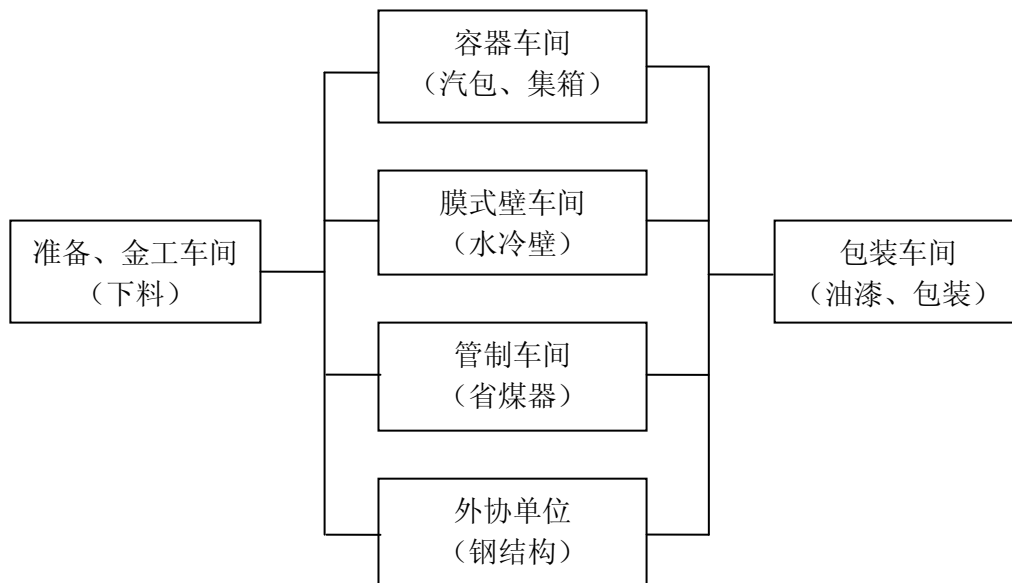 容器车间
（汽包、集箱）
膜式壁车间
（水冷壁）
准备、金工车间
（下料）
包装车间
（油漆、包装）
管制车间
（省煤器）
外协单位
（钢结构）